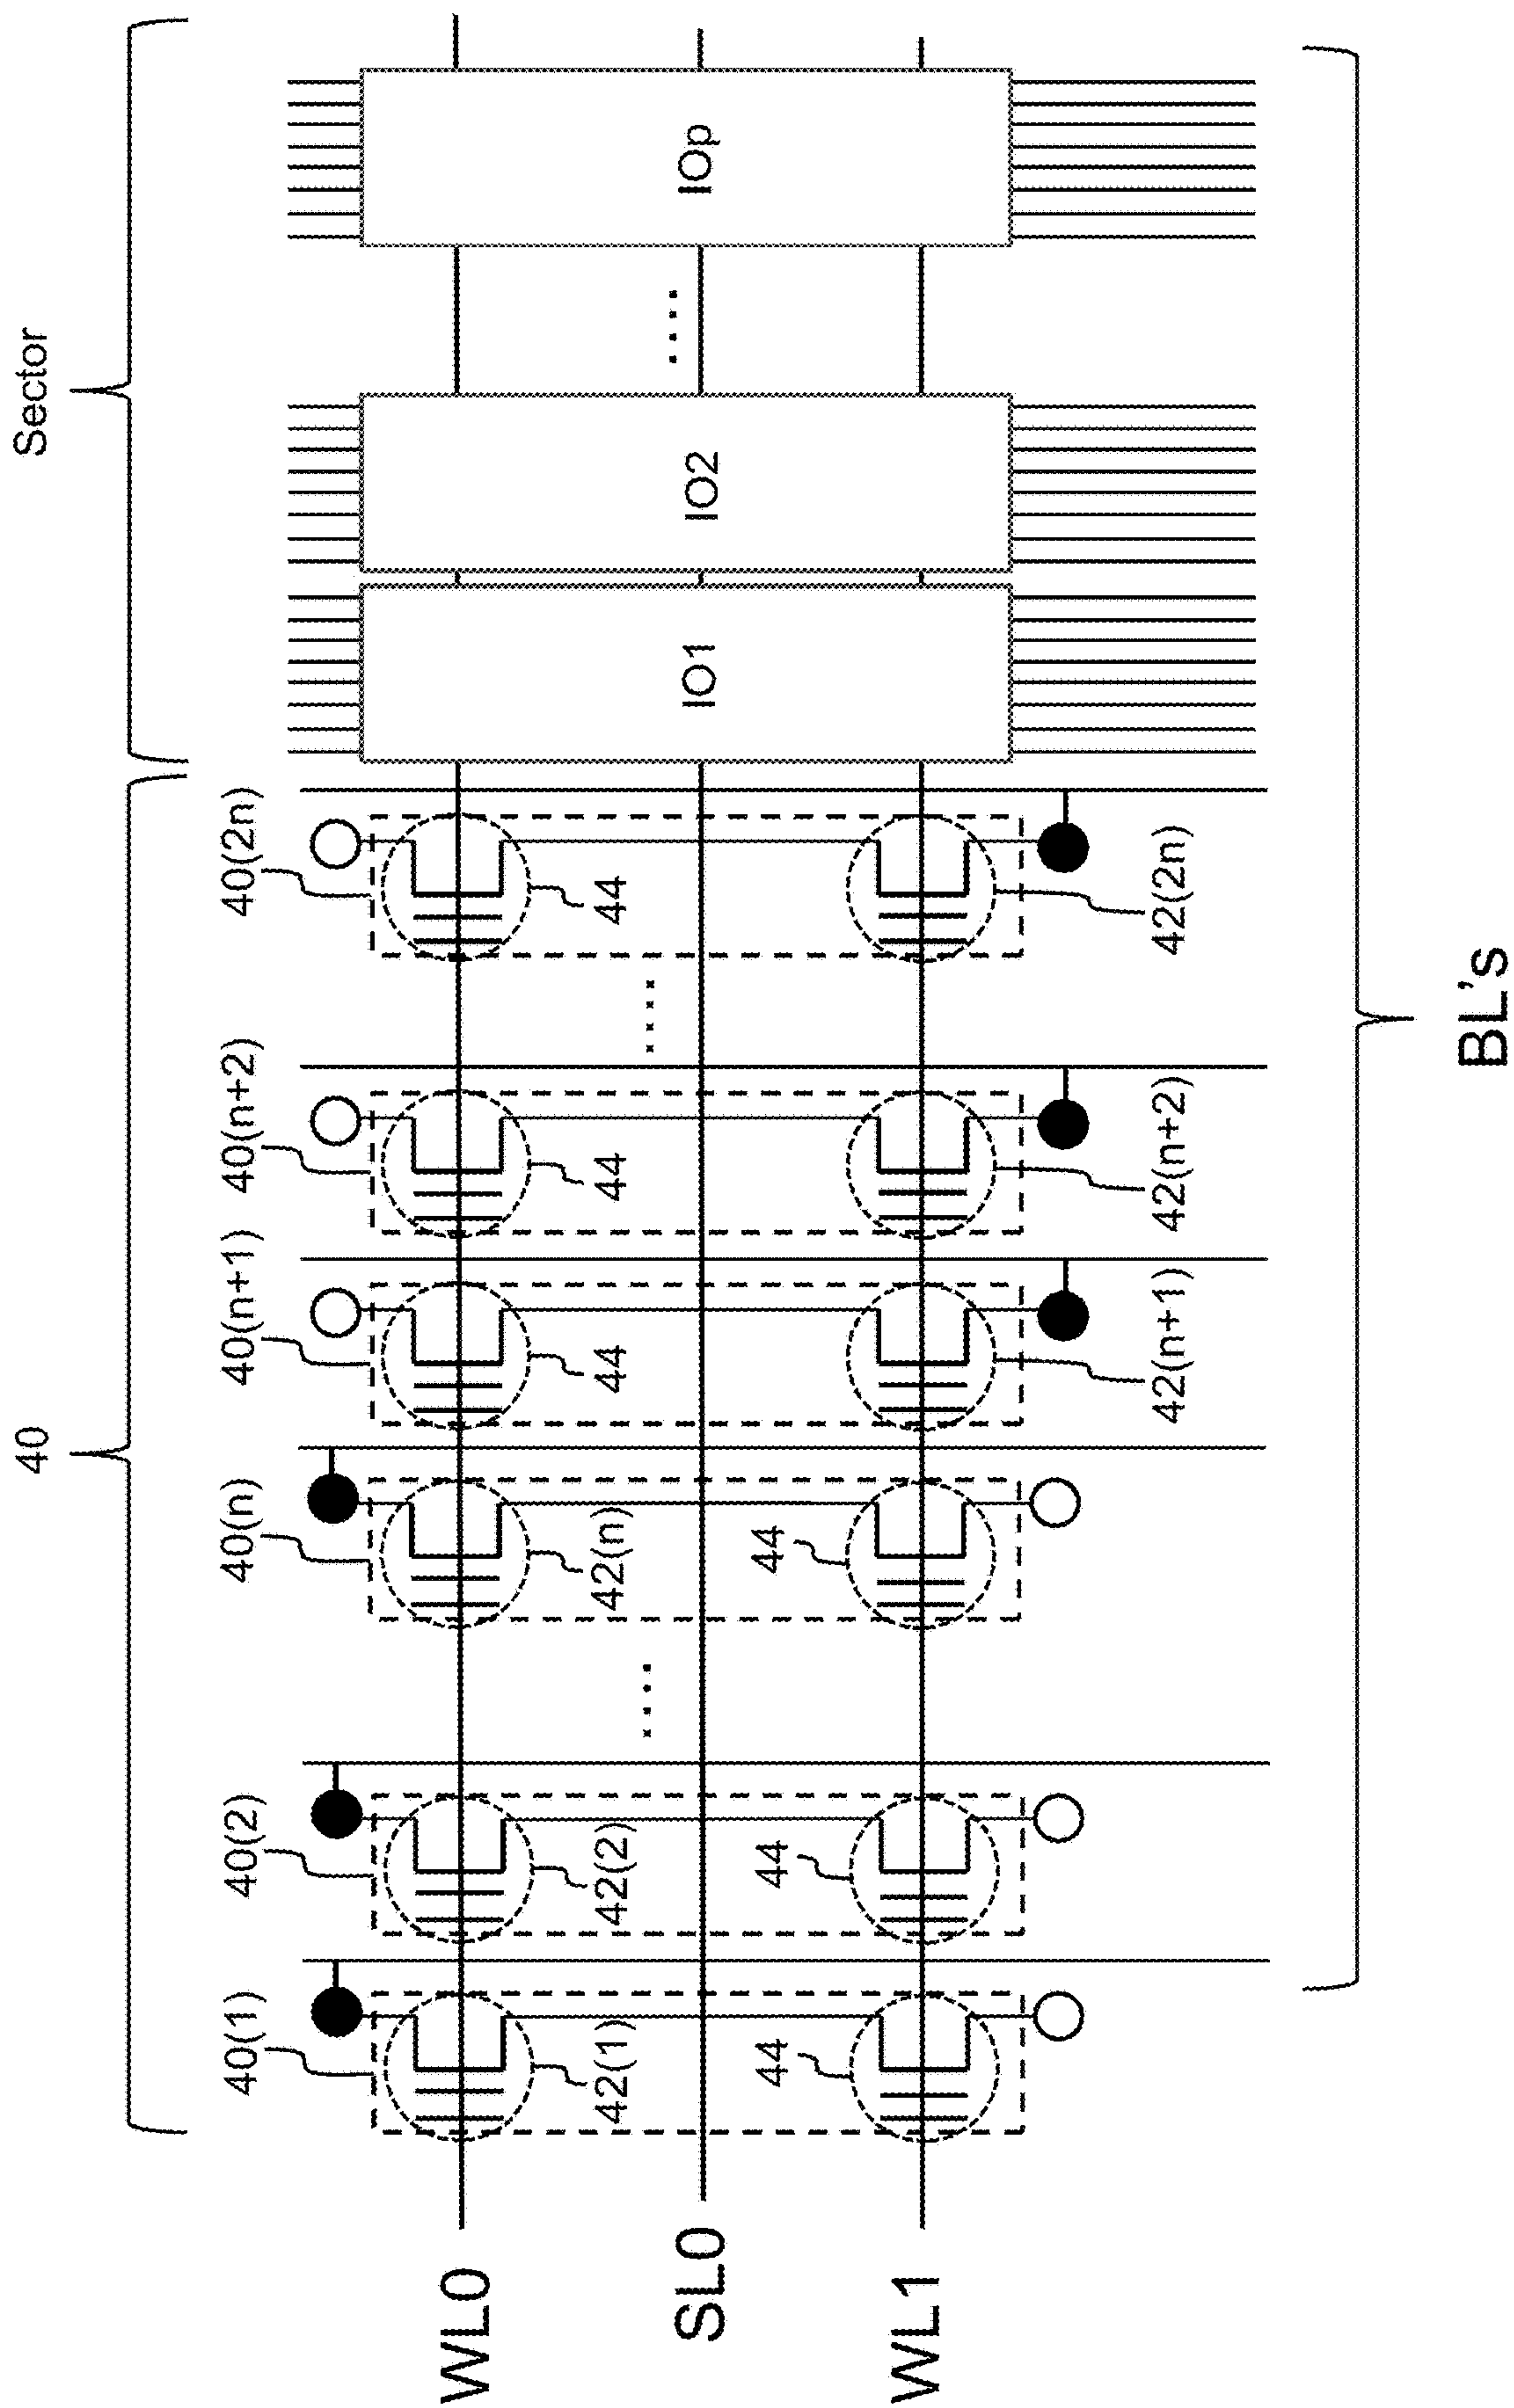 40
Sector
40(1)
40(2)
40(n)
40(n+1)
40(n+2)
40(2n)
WL0
42(1)
42(2)
....
42(n)
44
44
....
44
SL0
IO1
IO2
....
IOp
44
44
44
WL1
42(n+1)
42(n+2)
42(2n)
BL's